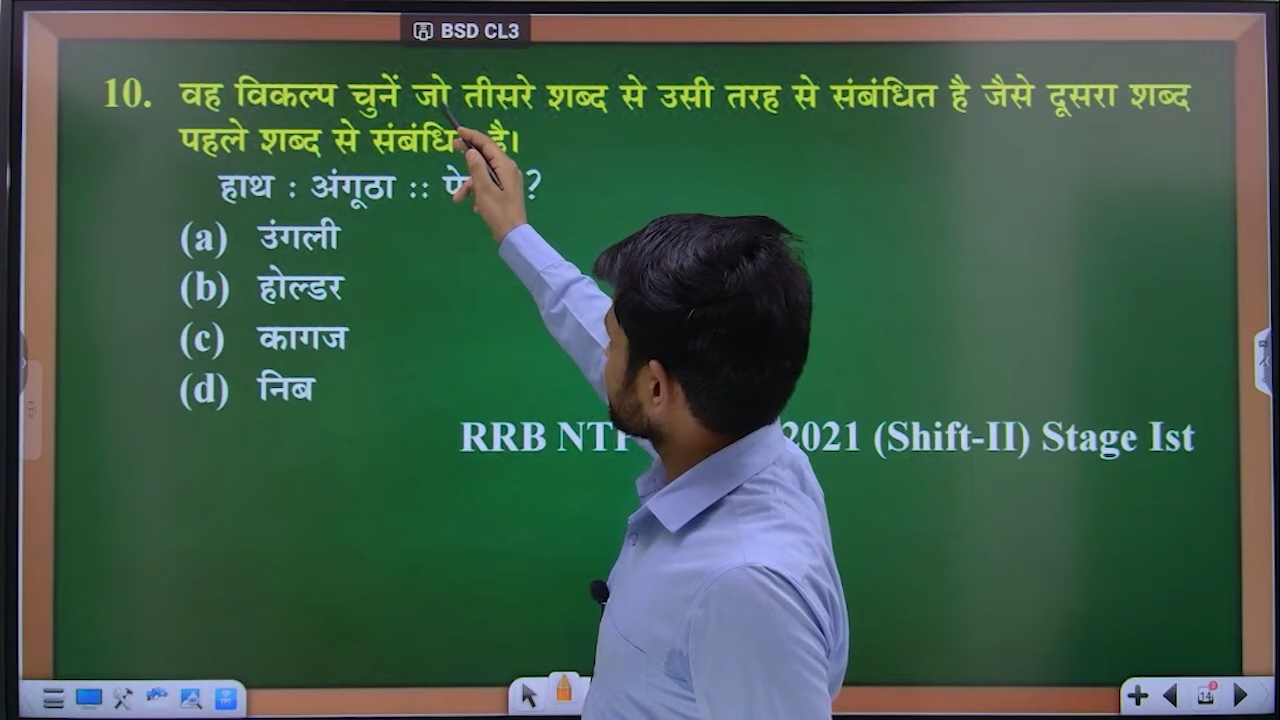 BSD CL3
10. वह विकल्प चुनें जो तीसरे शब्द से उसी तरह से संबंधित है जैसे दूसरा शब्द
पहले शब्द से संबंधित है।
हाथ : अंगूठा :: ?
(a) उंगली
(b) होल्डर
(c) कागज
(d) निब
RRB 2021 (Shift-II) Stage Ist
14